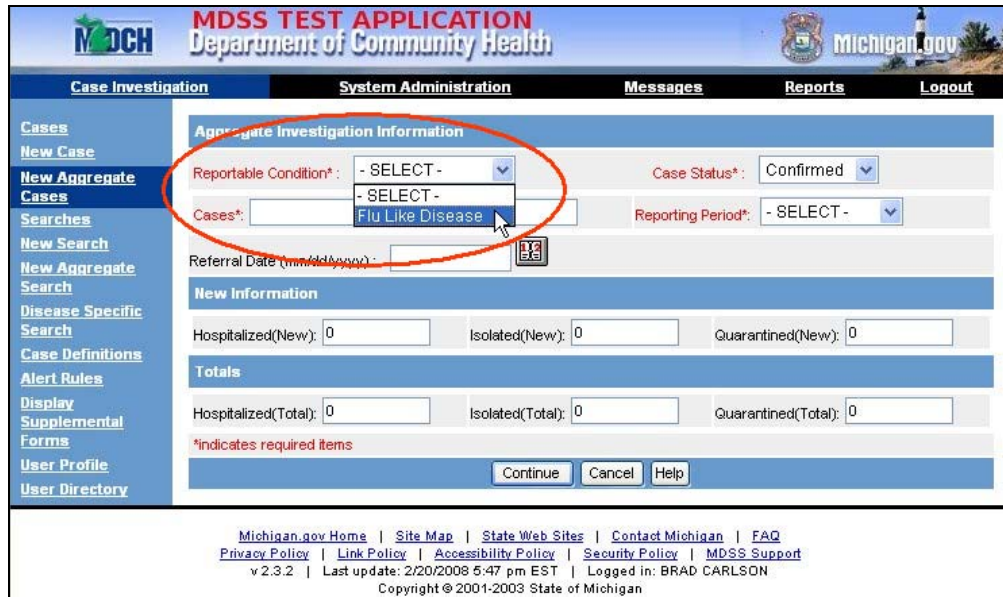 MDCH
MDSS TEST APPLICATION
Department of Community Health
Michigan.gov
Case Investigation System Administration Messages Reports Logout
Cases
New Case
New Aggregate
Cases
Searches
New Search
New Aggregate
Search
Disease Specific
Search
Case Definitions
Alert Rules
Display
Supplemental
Forms
User Profile
User Directory
Aggregate Investigation Information
Reportable Condition* : - SELECT - Case Status* : Confirmed
- SELECT -
Flu Like Disease
Cases*: Reporting Period*: - SELECT -
Referral Date (mm/dd/yyyy) :
New Information
Hospitalized(New): 0 Isolated(New): 0 Quarantined(New): 0
Totals
Hospitalized(Total): 0 Isolated(Total): 0 Quarantined(Total): 0
*indicates required items
Continue Cancel Help
Michigan.gov Home | Site Map | State Web Sites | Contact Michigan | FAQ
Privacy Policy | Link Policy | Accessibility Policy | Security Policy | MDSS Support
v 2.3.2 | Last update: 2/20/2008 5:47 pm EST | Logged in: BRAD CARLSON
Copyright © 2001-2003 State of Michigan